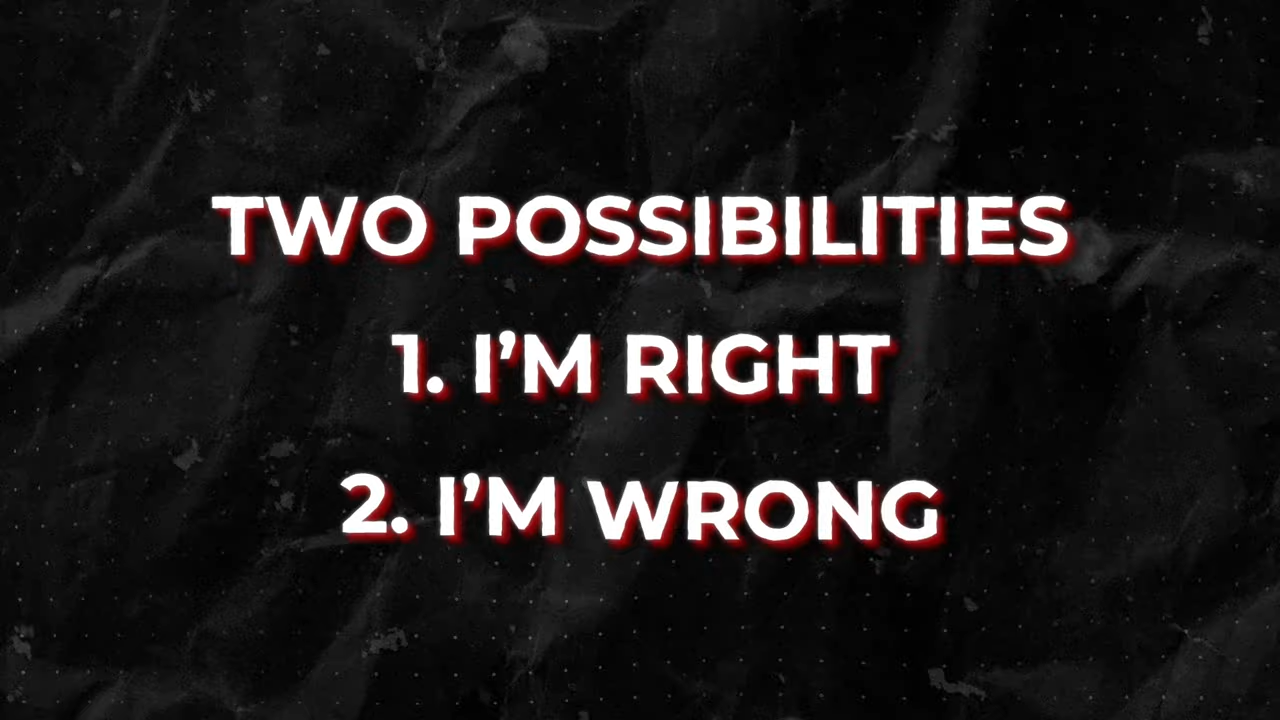 TWO POSSIBILITIES
1. I’M RIGHT
2. I’M WRONG